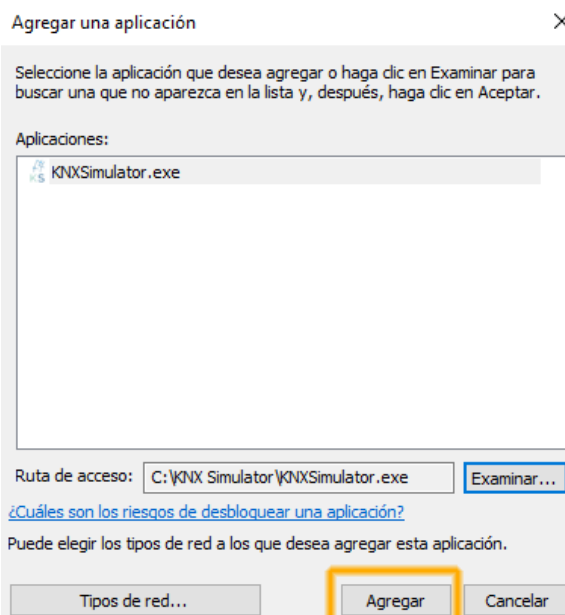 Agregar una aplicación
Seleccione la aplicación que desea agregar o haga clic en Examinar para
buscar una que no aparezca en la lista y, después, haga clic en Aceptar.
Aplicaciones:
KNXSimulator.exe
Ruta de acceso: C:\KNX Simulator\KNXSimulator.exe Examinar...
¿Cuáles son los riesgos de desbloquear una aplicación?
Puede elegir los tipos de red a los que desea agregar esta aplicación.
Tipos de red... Agregar Cancelar